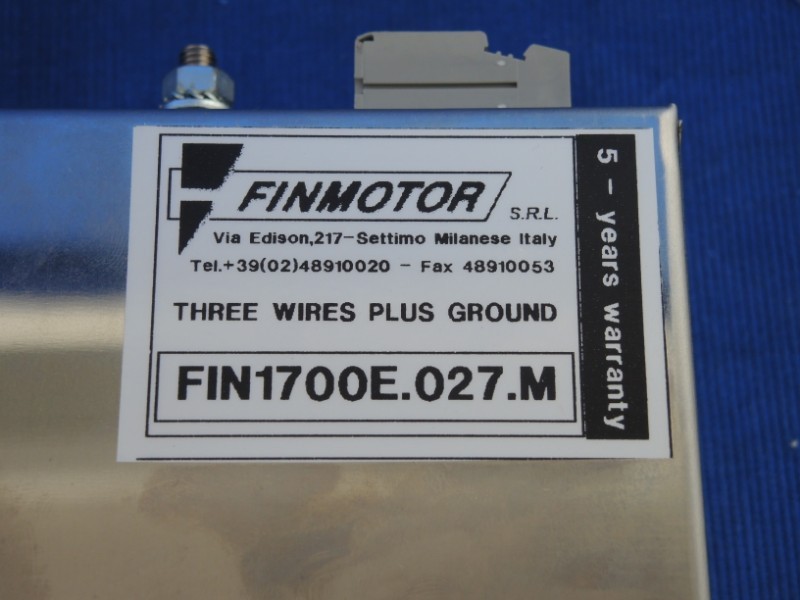 FINMOTOR S.R.L.
Via Edison,217-Settimo Milanese Italy
Tel.+39(02)48910020 - Fax 48910053
THREE WIRES PLUS GROUND
FIN1700E.027.M
5 - years warranty